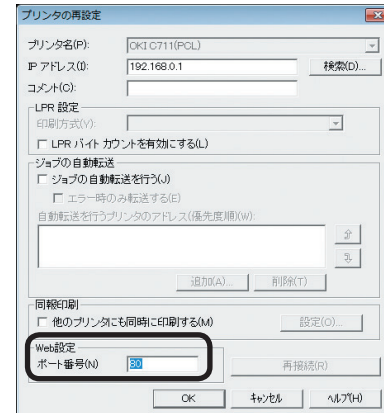 プリンタの再設定
プリンタ名(P): OKI C711(PCL)
IP アドレス(I): 192.168.0.1 検索(D)...
コメント(C):
LPR 設定
印刷方式(Y):
LPR バイト カウントを有効にする(L)
ジョブの自動転送
ジョブの自動転送を行う(J)
エラー時のみ転送する(E)
自動転送を行うプリンタのアドレス(優先度順)(W):
追加(A)... 削除(T)
同報印刷
他のプリンタにも同時に印刷する(M) 設定(O)...
Web設定
ポート番号(N) 80 再接続(R)
OK キャンセル ヘルプ(H)